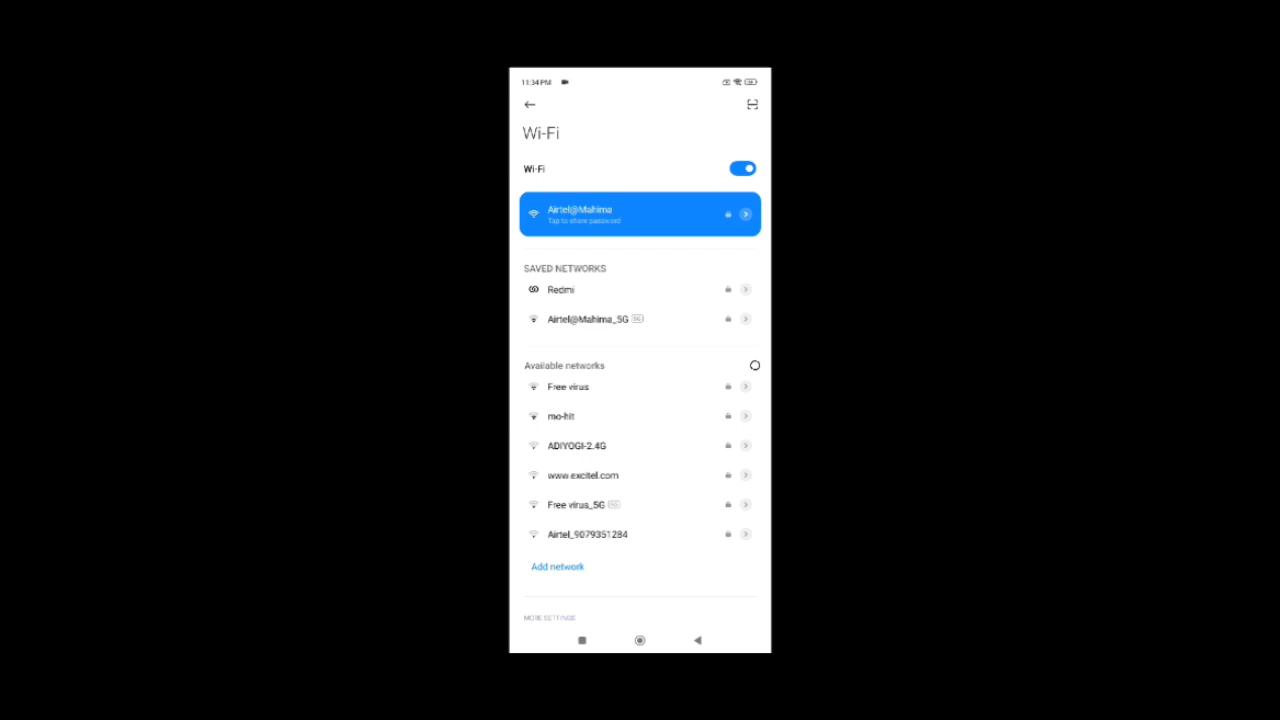 11:34 PM
Wi-Fi
Wi-Fi
Airtel@Mahima
Tap to share password
SAVED NETWORKS
Redmi
Airtel@Mahima_5G 5G
Available networks
Free virus
mo-hit
ADIYOGI-2.4G
www.excitel.com
Free virus_5G 5G
Airtel_9079351284
Add network
MORE SETTINGS